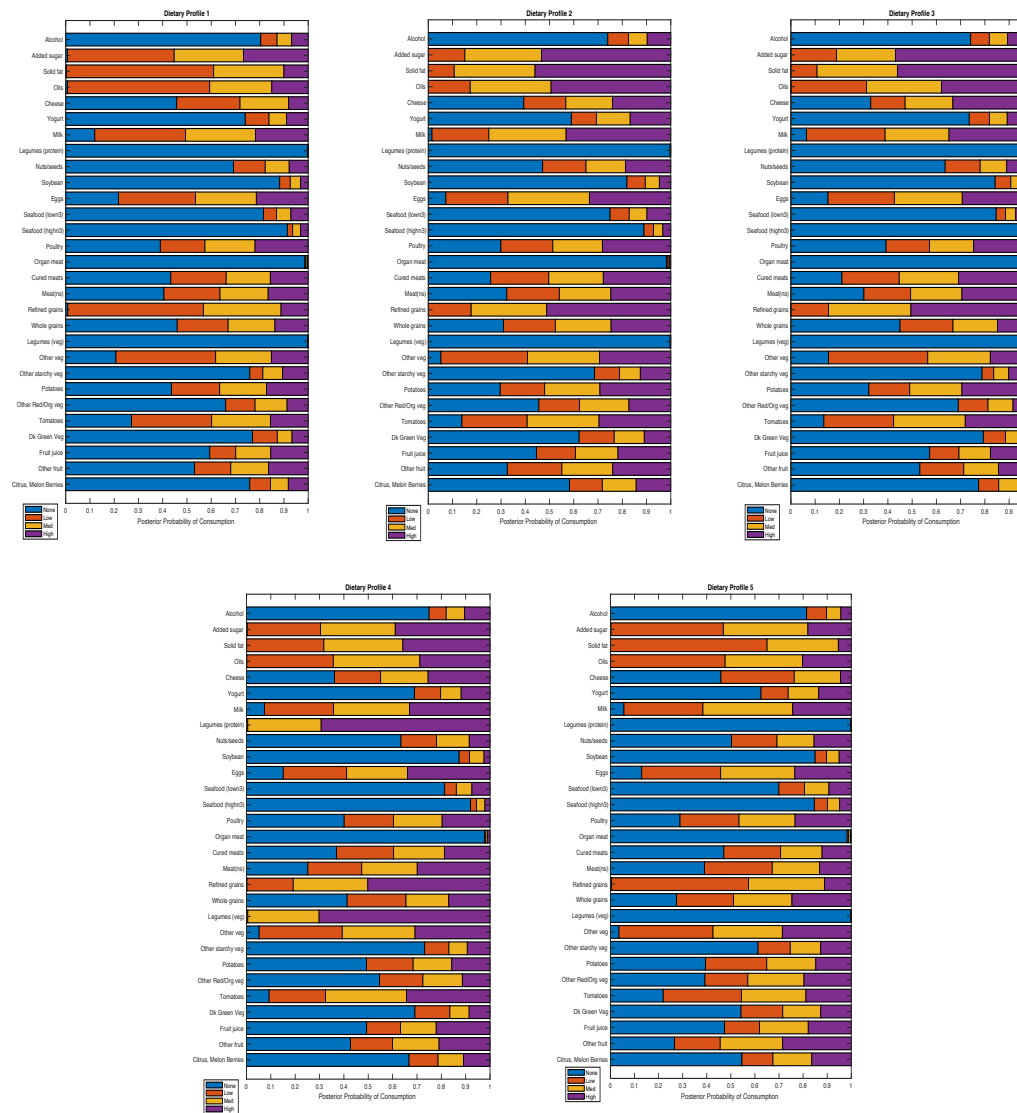 Dietary Profile 1
Alcohol
Added sugar
Solid fat
Oils
Cheese
Yogurt
Milk
Legumes (protein)
Nuts/seeds
Soybean
Eggs
Seafood (lown3)
Seafood (highn3)
Poultry
Organ meat
Cured meats
Meat(ns)
Refined grains
Whole grains
Legumes (veg)
Other veg
Other starchy veg
Potatoes
Other Red/Org veg
Tomatoes
Dk Green Veg
Fruit juice
Other fruit
Citrus, Melon Berries
0 0.1 0.2 0.3 0.4 0.5 0.6 0.7 0.8 0.9 1
Posterior Probability of Consumption
None
Low
Med
High
Dietary Profile 2
Alcohol
Added sugar
Solid fat
Oils
Cheese
Yogurt
Milk
Legumes (protein)
Nuts/seeds
Soybean
Eggs
Seafood (lown3)
Seafood (highn3)
Poultry
Organ meat
Cured meats
Meat(ns)
Refined grains
Whole grains
Legumes (veg)
Other veg
Other starchy veg
Potatoes
Other Red/Org veg
Tomatoes
Dk Green Veg
Fruit juice
Other fruit
Citrus, Melon Berries
0 0.1 0.2 0.3 0.4 0.5 0.6 0.7 0.8 0.9 1
Posterior Probability of Consumption
None
Low
Med
High
Dietary Profile 3
Alcohol
Added sugar
Solid fat
Oils
Cheese
Yogurt
Milk
Legumes (protein)
Nuts/seeds
Soybean
Eggs
Seafood (lown3)
Seafood (highn3)
Poultry
Organ meat
Cured meats
Meat(ns)
Refined grains
Whole grains
Legumes (veg)
Other veg
Other starchy veg
Potatoes
Other Red/Org veg
Tomatoes
Dk Green Veg
Fruit juice
Other fruit
Citrus, Melon Berries
0 0.1 0.2 0.3 0.4 0.5 0.6 0.7 0.8 0.9
Posterior Probability of Consumption
None
Low
Med
High
Dietary Profile 4
Alcohol
Added sugar
Solid fat
Oils
Cheese
Yogurt
Milk
Legumes (protein)
Nuts/seeds
Soybean
Eggs
Seafood (lown3)
Seafood (highn3)
Poultry
Organ meat
Cured meats
Meat(ns)
Refined grains
Whole grains
Legumes (veg)
Other veg
Other starchy veg
Potatoes
Other Red/Org veg
Tomatoes
Dk Green Veg
Fruit juice
Other fruit
Citrus, Melon Berries
0 0.1 0.2 0.3 0.4 0.5 0.6 0.7 0.8 0.9 1
Posterior Probability of Consumption
None
Low
Med
High
Dietary Profile 5
Alcohol
Added sugar
Solid fat
Oils
Cheese
Yogurt
Milk
Legumes (protein)
Nuts/seeds
Soybean
Eggs
Seafood (lown3)
Seafood (highn3)
Poultry
Organ meat
Cured meats
Meat(ns)
Refined grains
Whole grains
Legumes (veg)
Other veg
Other starchy veg
Potatoes
Other Red/Org veg
Tomatoes
Dk Green Veg
Fruit juice
Other fruit
Citrus, Melon Berries
0 0.1 0.2 0.3 0.4 0.5 0.6 0.7 0.8 0.9 1
Posterior Probability of Consumption
None
Low
Med
High